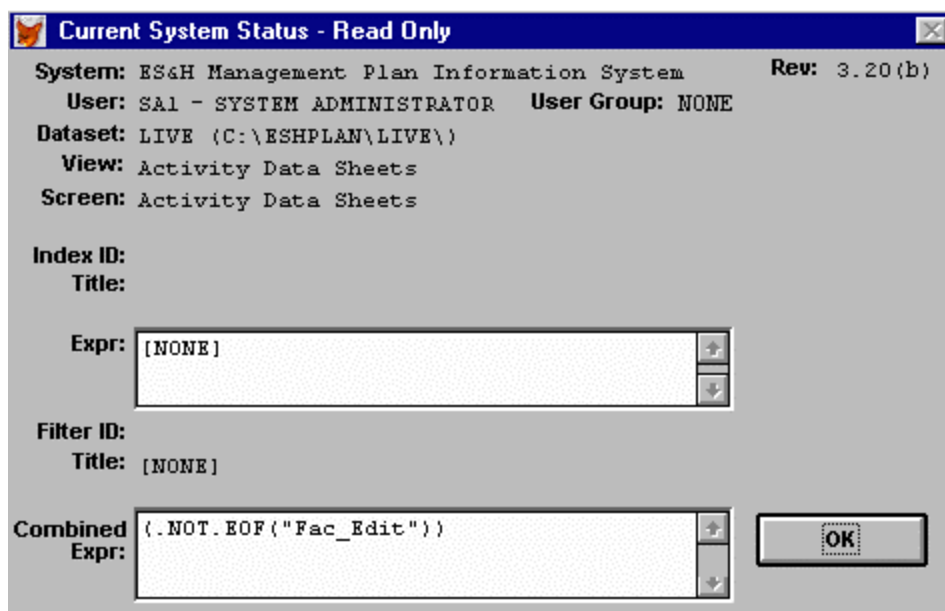 Current System Status - Read Only
System: ES&H Management Plan Information System Rev: 3.20(b)
User: SA1 - SYSTEM ADMINISTRATOR User Group: NONE
Dataset: LIVE (C:\ESHPLAN\LIVE\)
View: Activity Data Sheets
Screen: Activity Data Sheets
Index ID:
Title:
Expr: [NONE]
Filter ID:
Title: [NONE]
Combined (.NOT.EOF("Fac_Edit"))
Expr:
OK